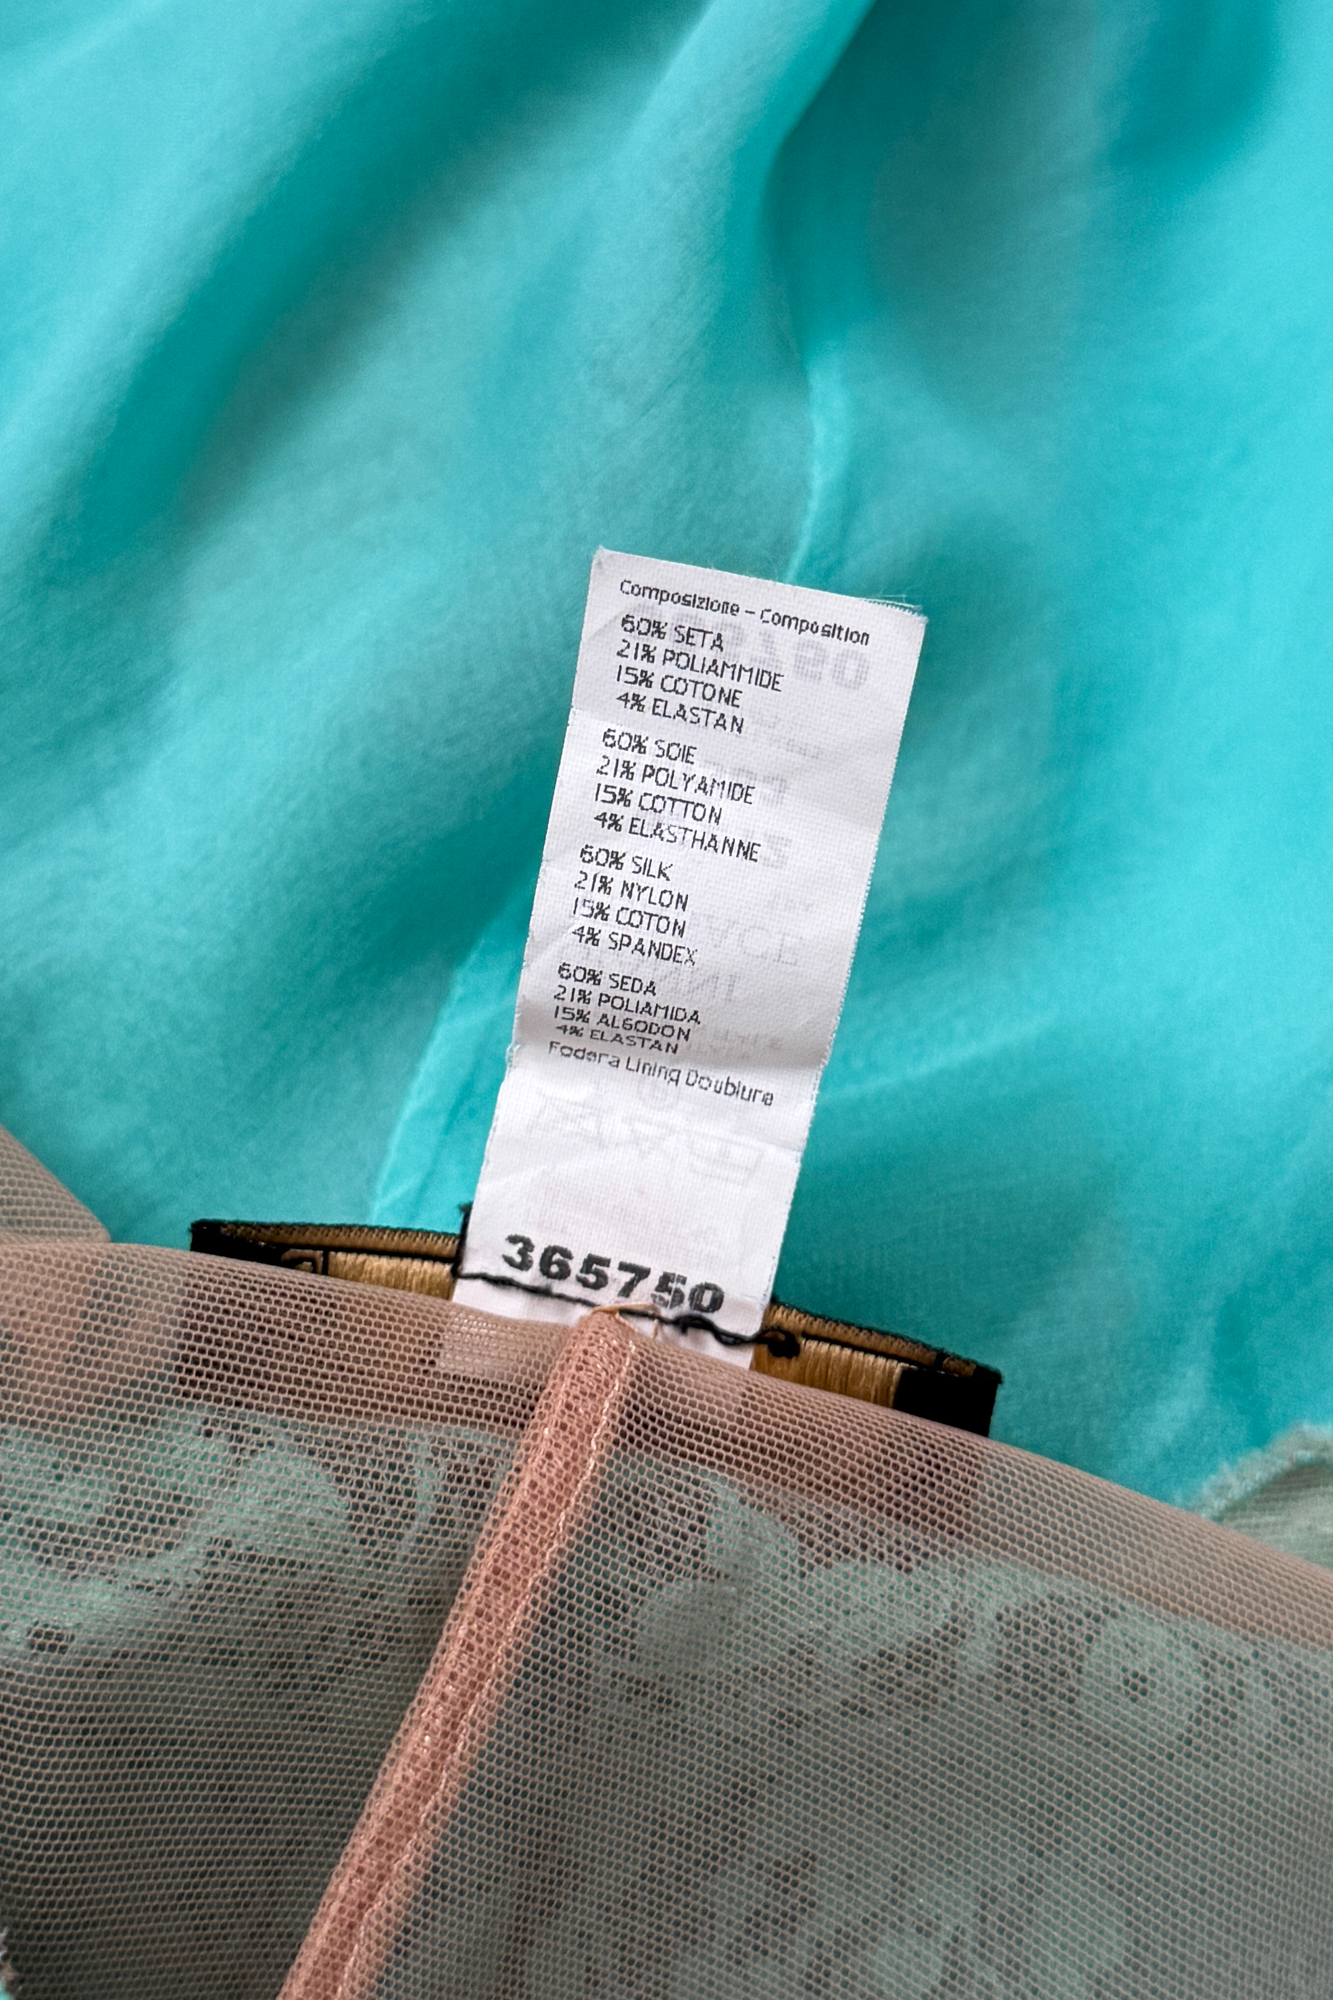 Composizione - Composition
60% SETA
21% POLIAMMIDE
15% COTONE
4% ELASTAN
60% SOIE
21% POLYAMIDE
15% COTTON
4% ELASTHANNE
60% SILK
21% NYLON
15% COTON
4% SPANDEX
60% SEDA
21% POLIAMIDA
15% ALGODON
4% ELASTAN
Fodera Lining Doublure
365750